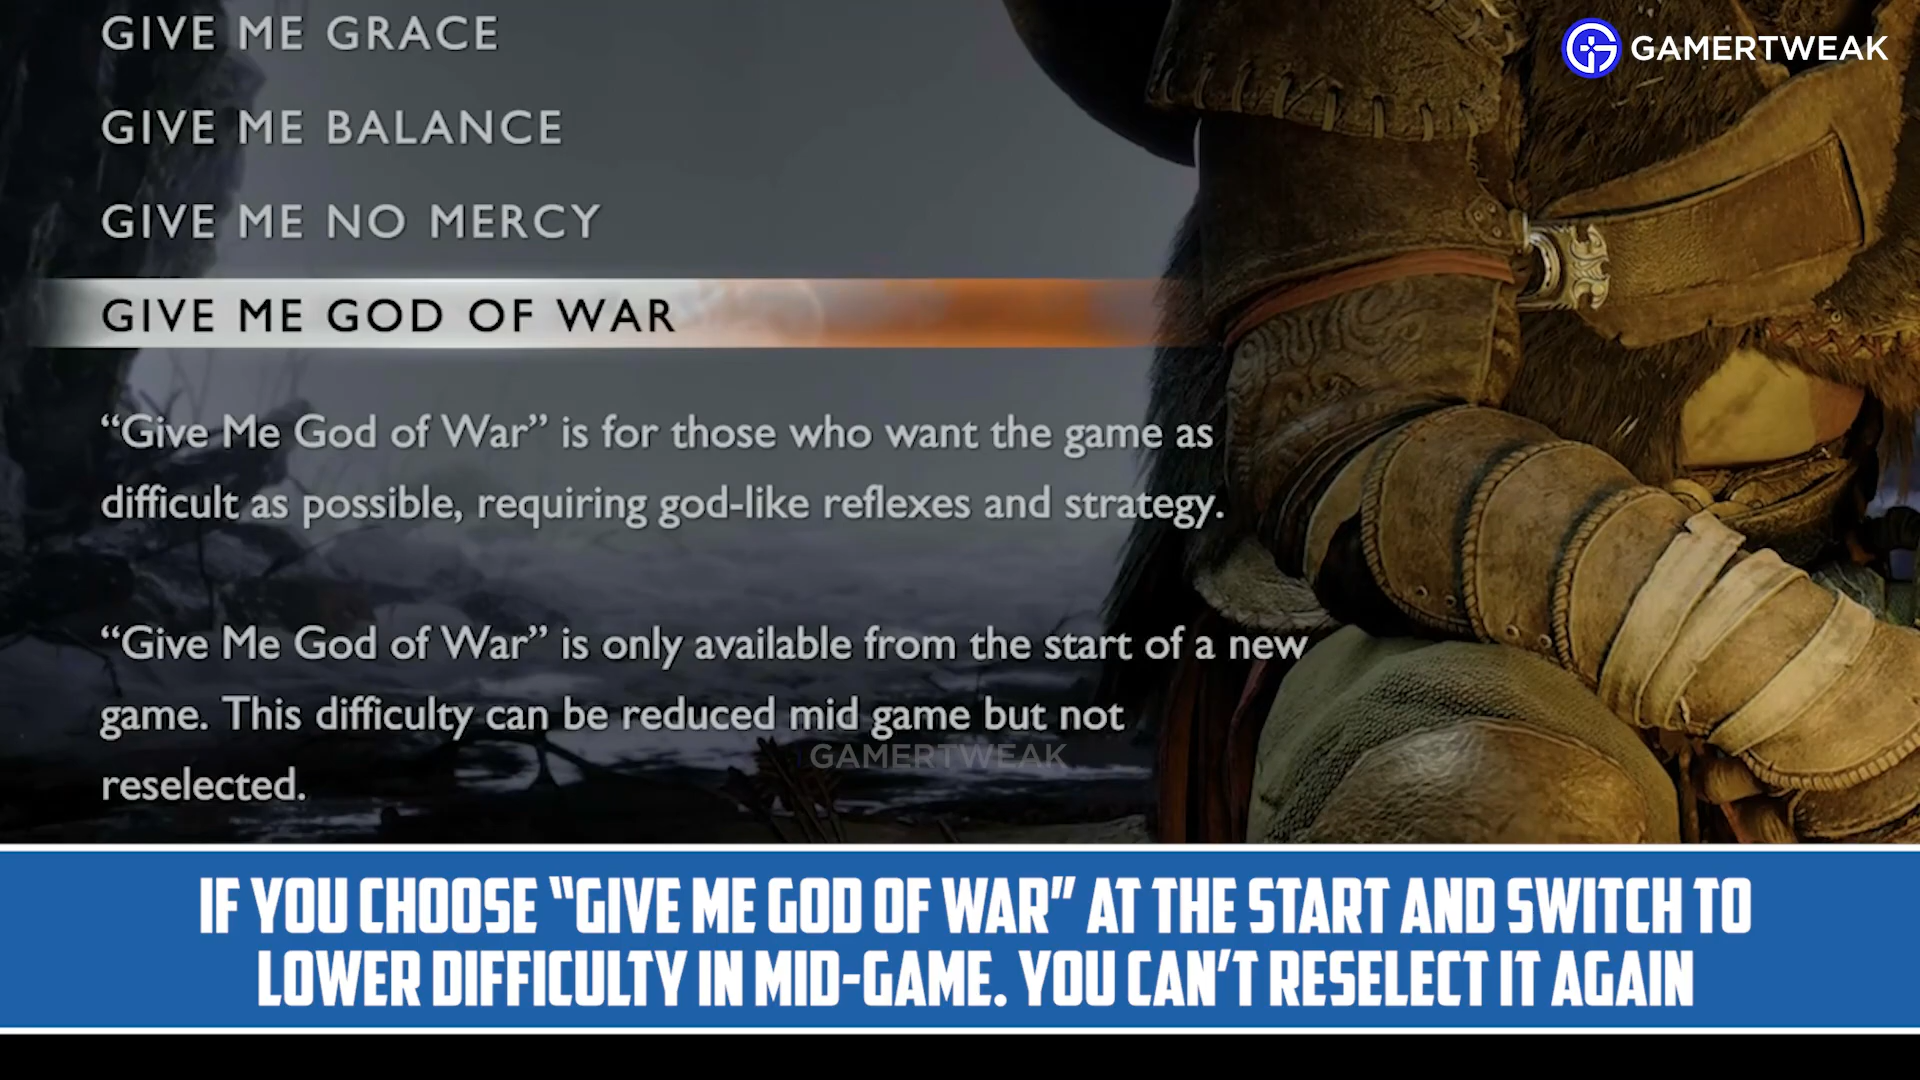 GIVE ME GRACE
GAMERTWEAK
GIVE ME BALANCE
GIVE ME NO MERCY
GIVE ME GOD OF WAR
“Give Me God of War” is for those who want the game as
difficult as possible, requiring god-like reflexes and strategy.
“Give Me God of War” is only available from the start of a new
game. This difficulty can be reduced mid game but not
GAMERTWEAK
reselected.
IF YOU CHOOSE “GIVE ME GOD OF WAR” AT THE START AND SWITCH TO
LOWER DIFFICULTY IN MID-GAME. YOU CAN’T RESELECT IT AGAIN